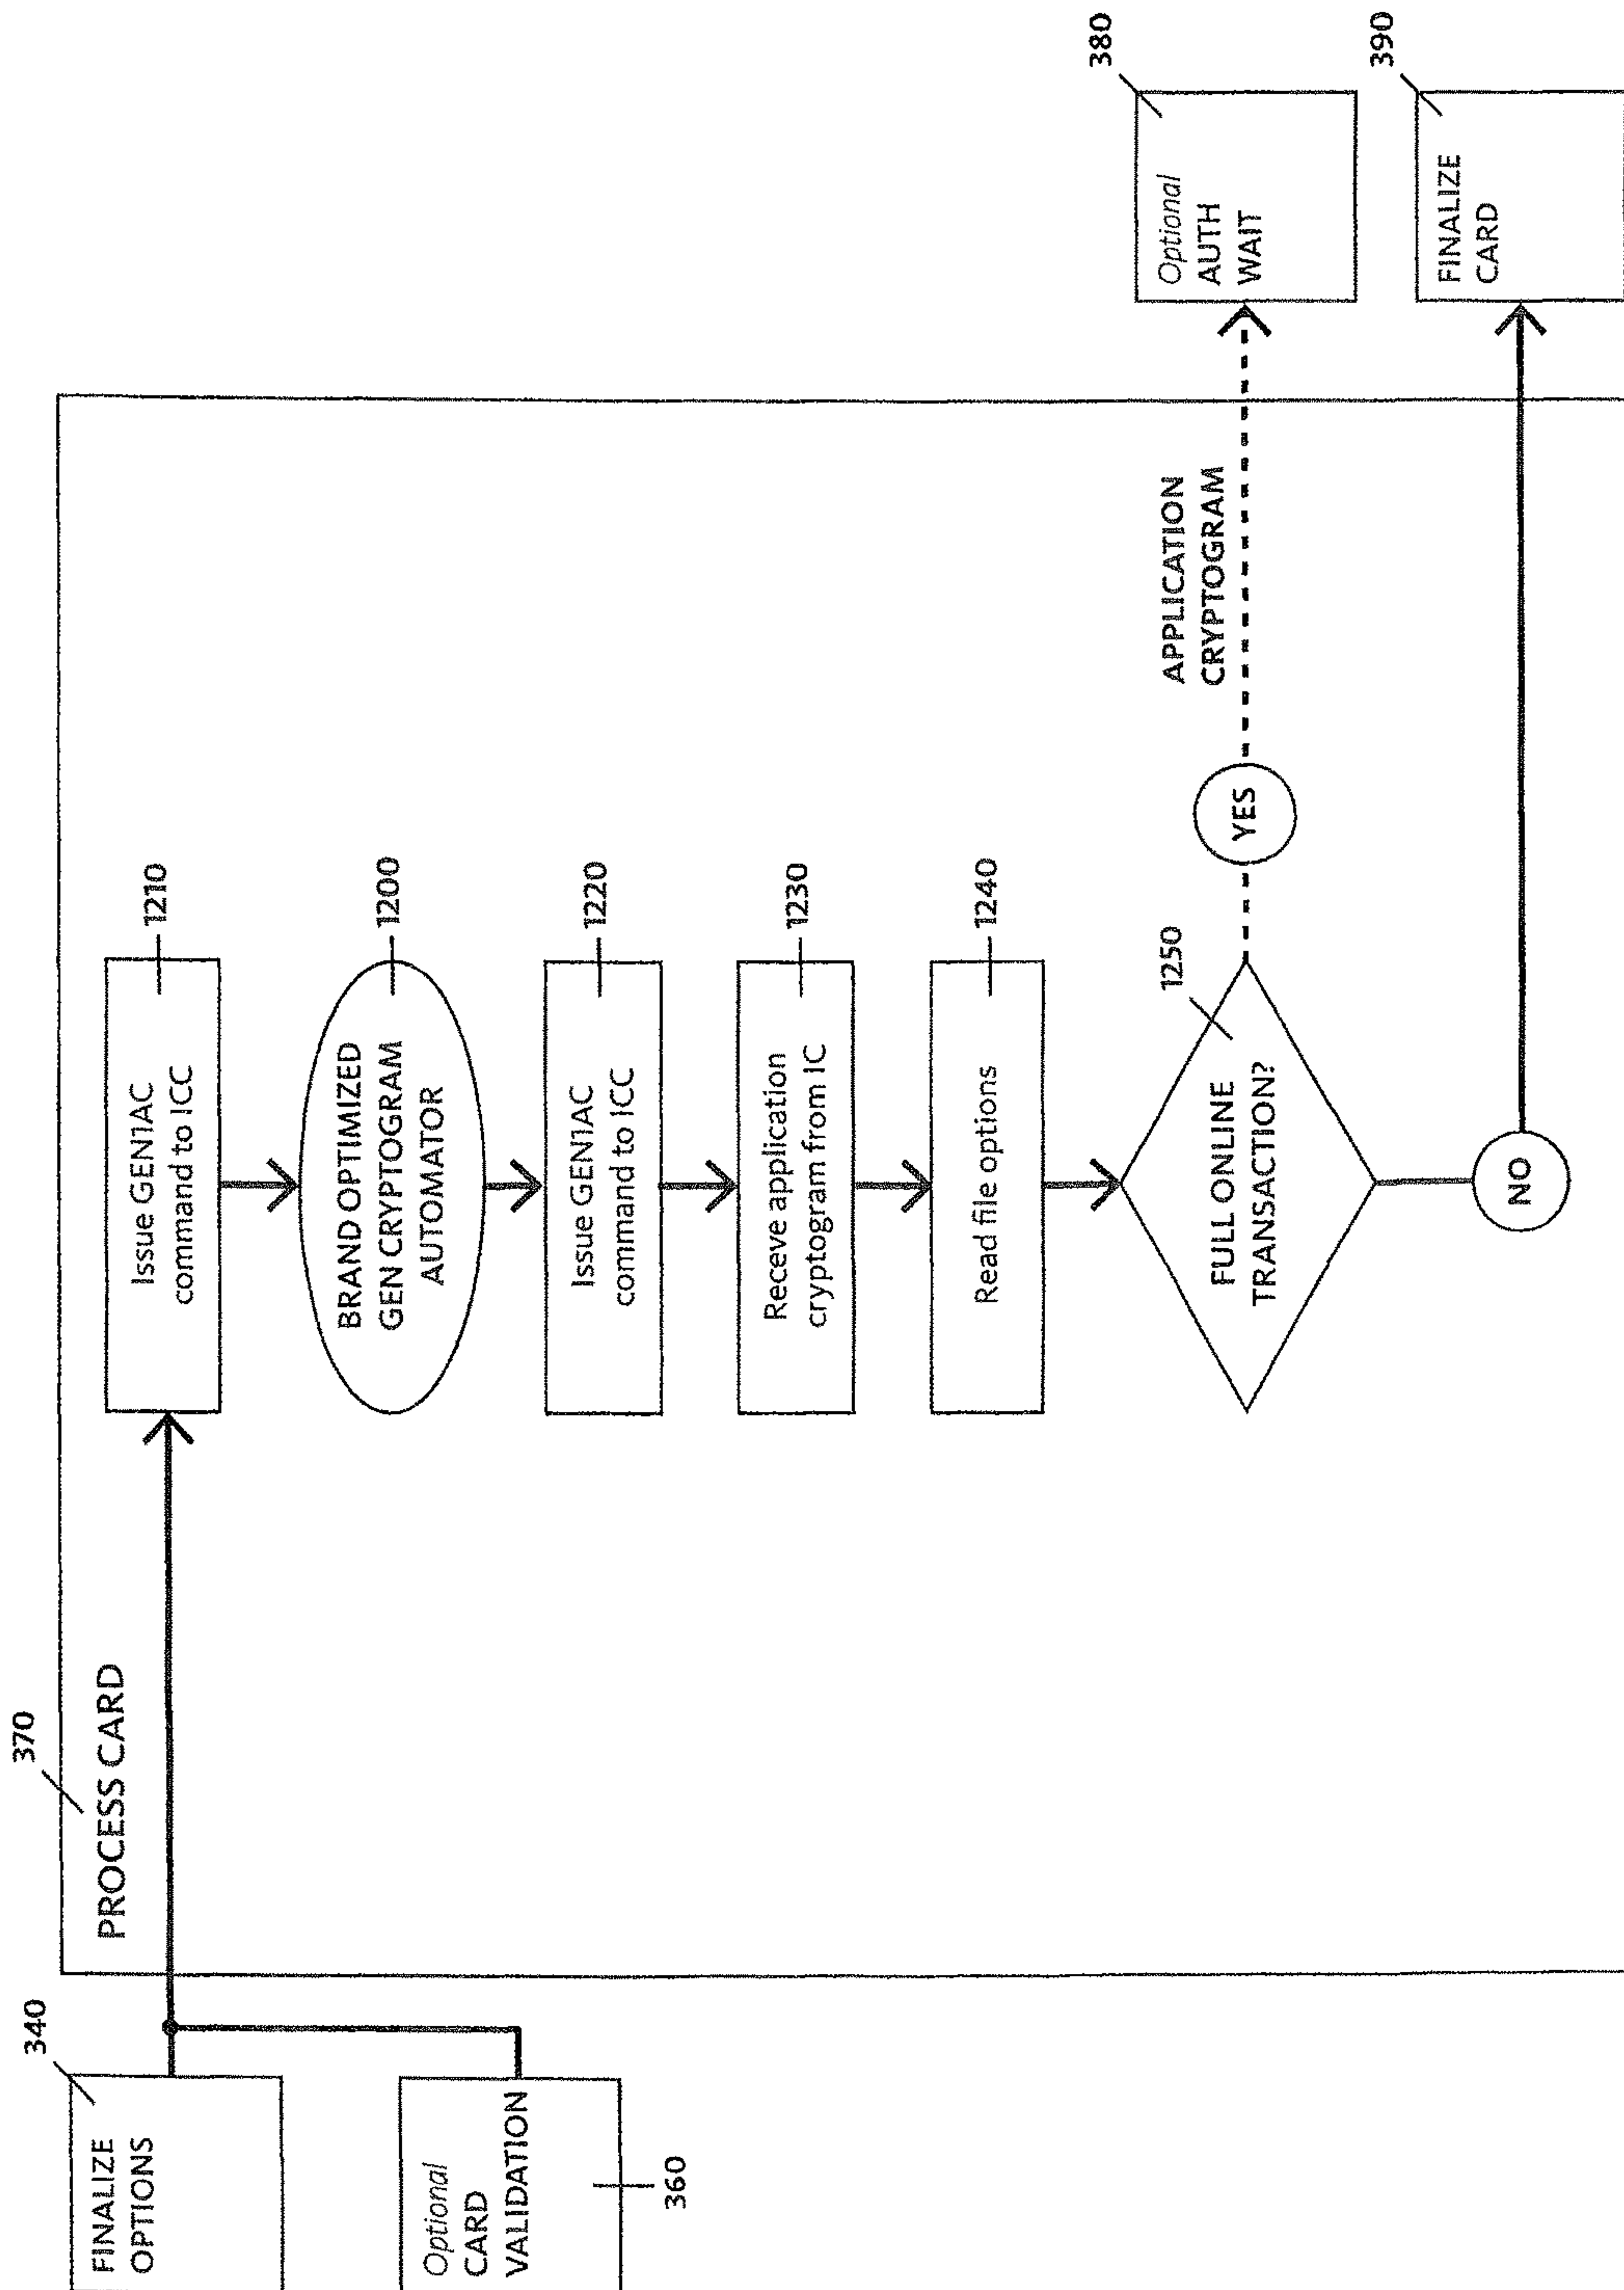 340
FINALIZE
OPTIONS
Optional
CARD
VALIDATION
360
370
PROCESS CARD
Issue GEN1AC
command to ICC
1210
BRAND OPTIMIZED
GEN CRYPTOGRAM
AUTOMATOR
1200
Issue GEN1AC
command to ICC
1220
Receve application
cryptogram from IC
1230
Read file options
1240
FULL ONLINE
TRANSACTION?
1250
YES
APPLICATION
CRYPTOGRAM
NO
380
Optional
AUTH
WAIT
390
FINALIZE
CARD